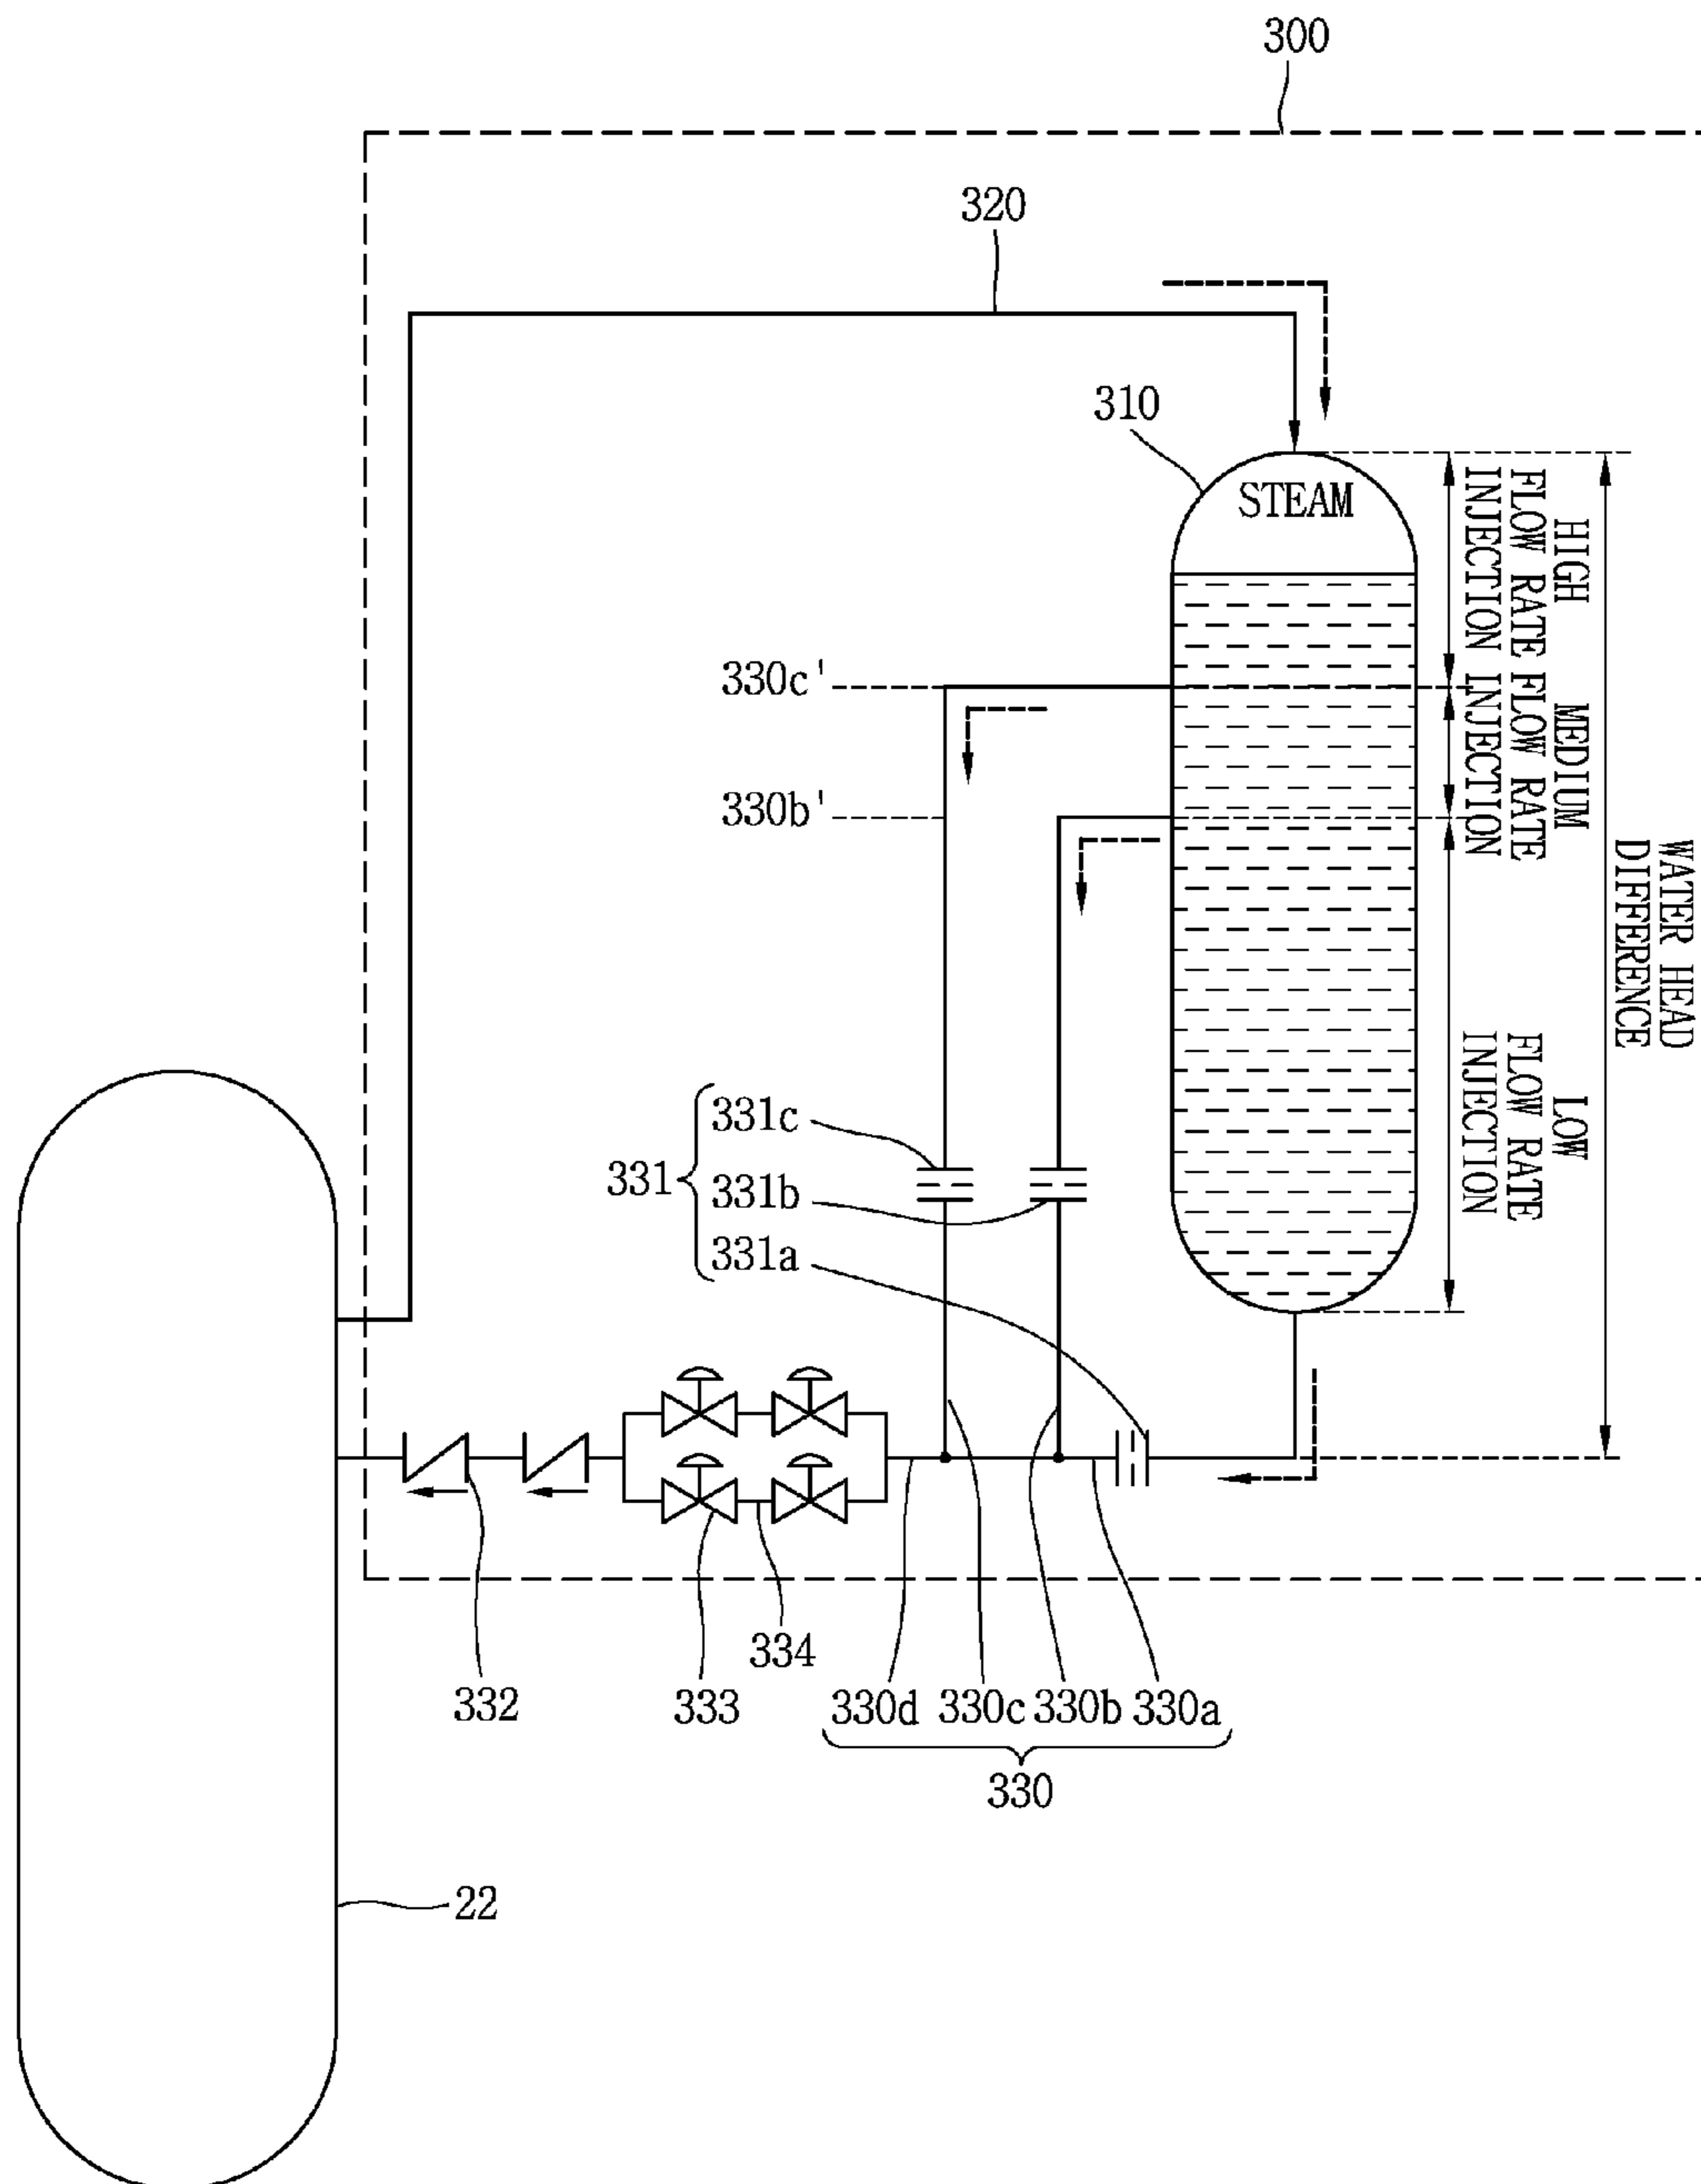 300
320
310
STEAM
HIGH
FLOW RATE
INJECTION
330c'
MEDIUM
FLOW RATE
INJECTION
330b'
WATER HEAD
DIFFERENCE
LOW
FLOW RATE
INJECTION
331c
331
331b
331a
334
332
333
330d
330c
330b
330a
330
22